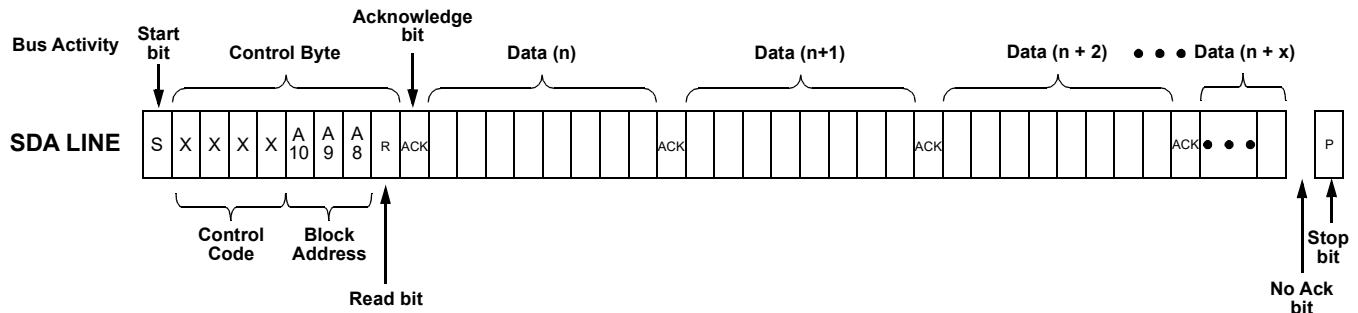 Bus Activity
Start
bit
Control Byte
Acknowledge
bit
Data (n)
Data (n+1)
Data (n + 2)
• • •
Data (n + x)
SDA LINE
S
X
X
X
X
A
10
A
9
A
8
R
ACK
ACK
ACK
ACK
• • •
P
Control
Code
Block
Address
Read bit
Stop
bit
No Ack
bit